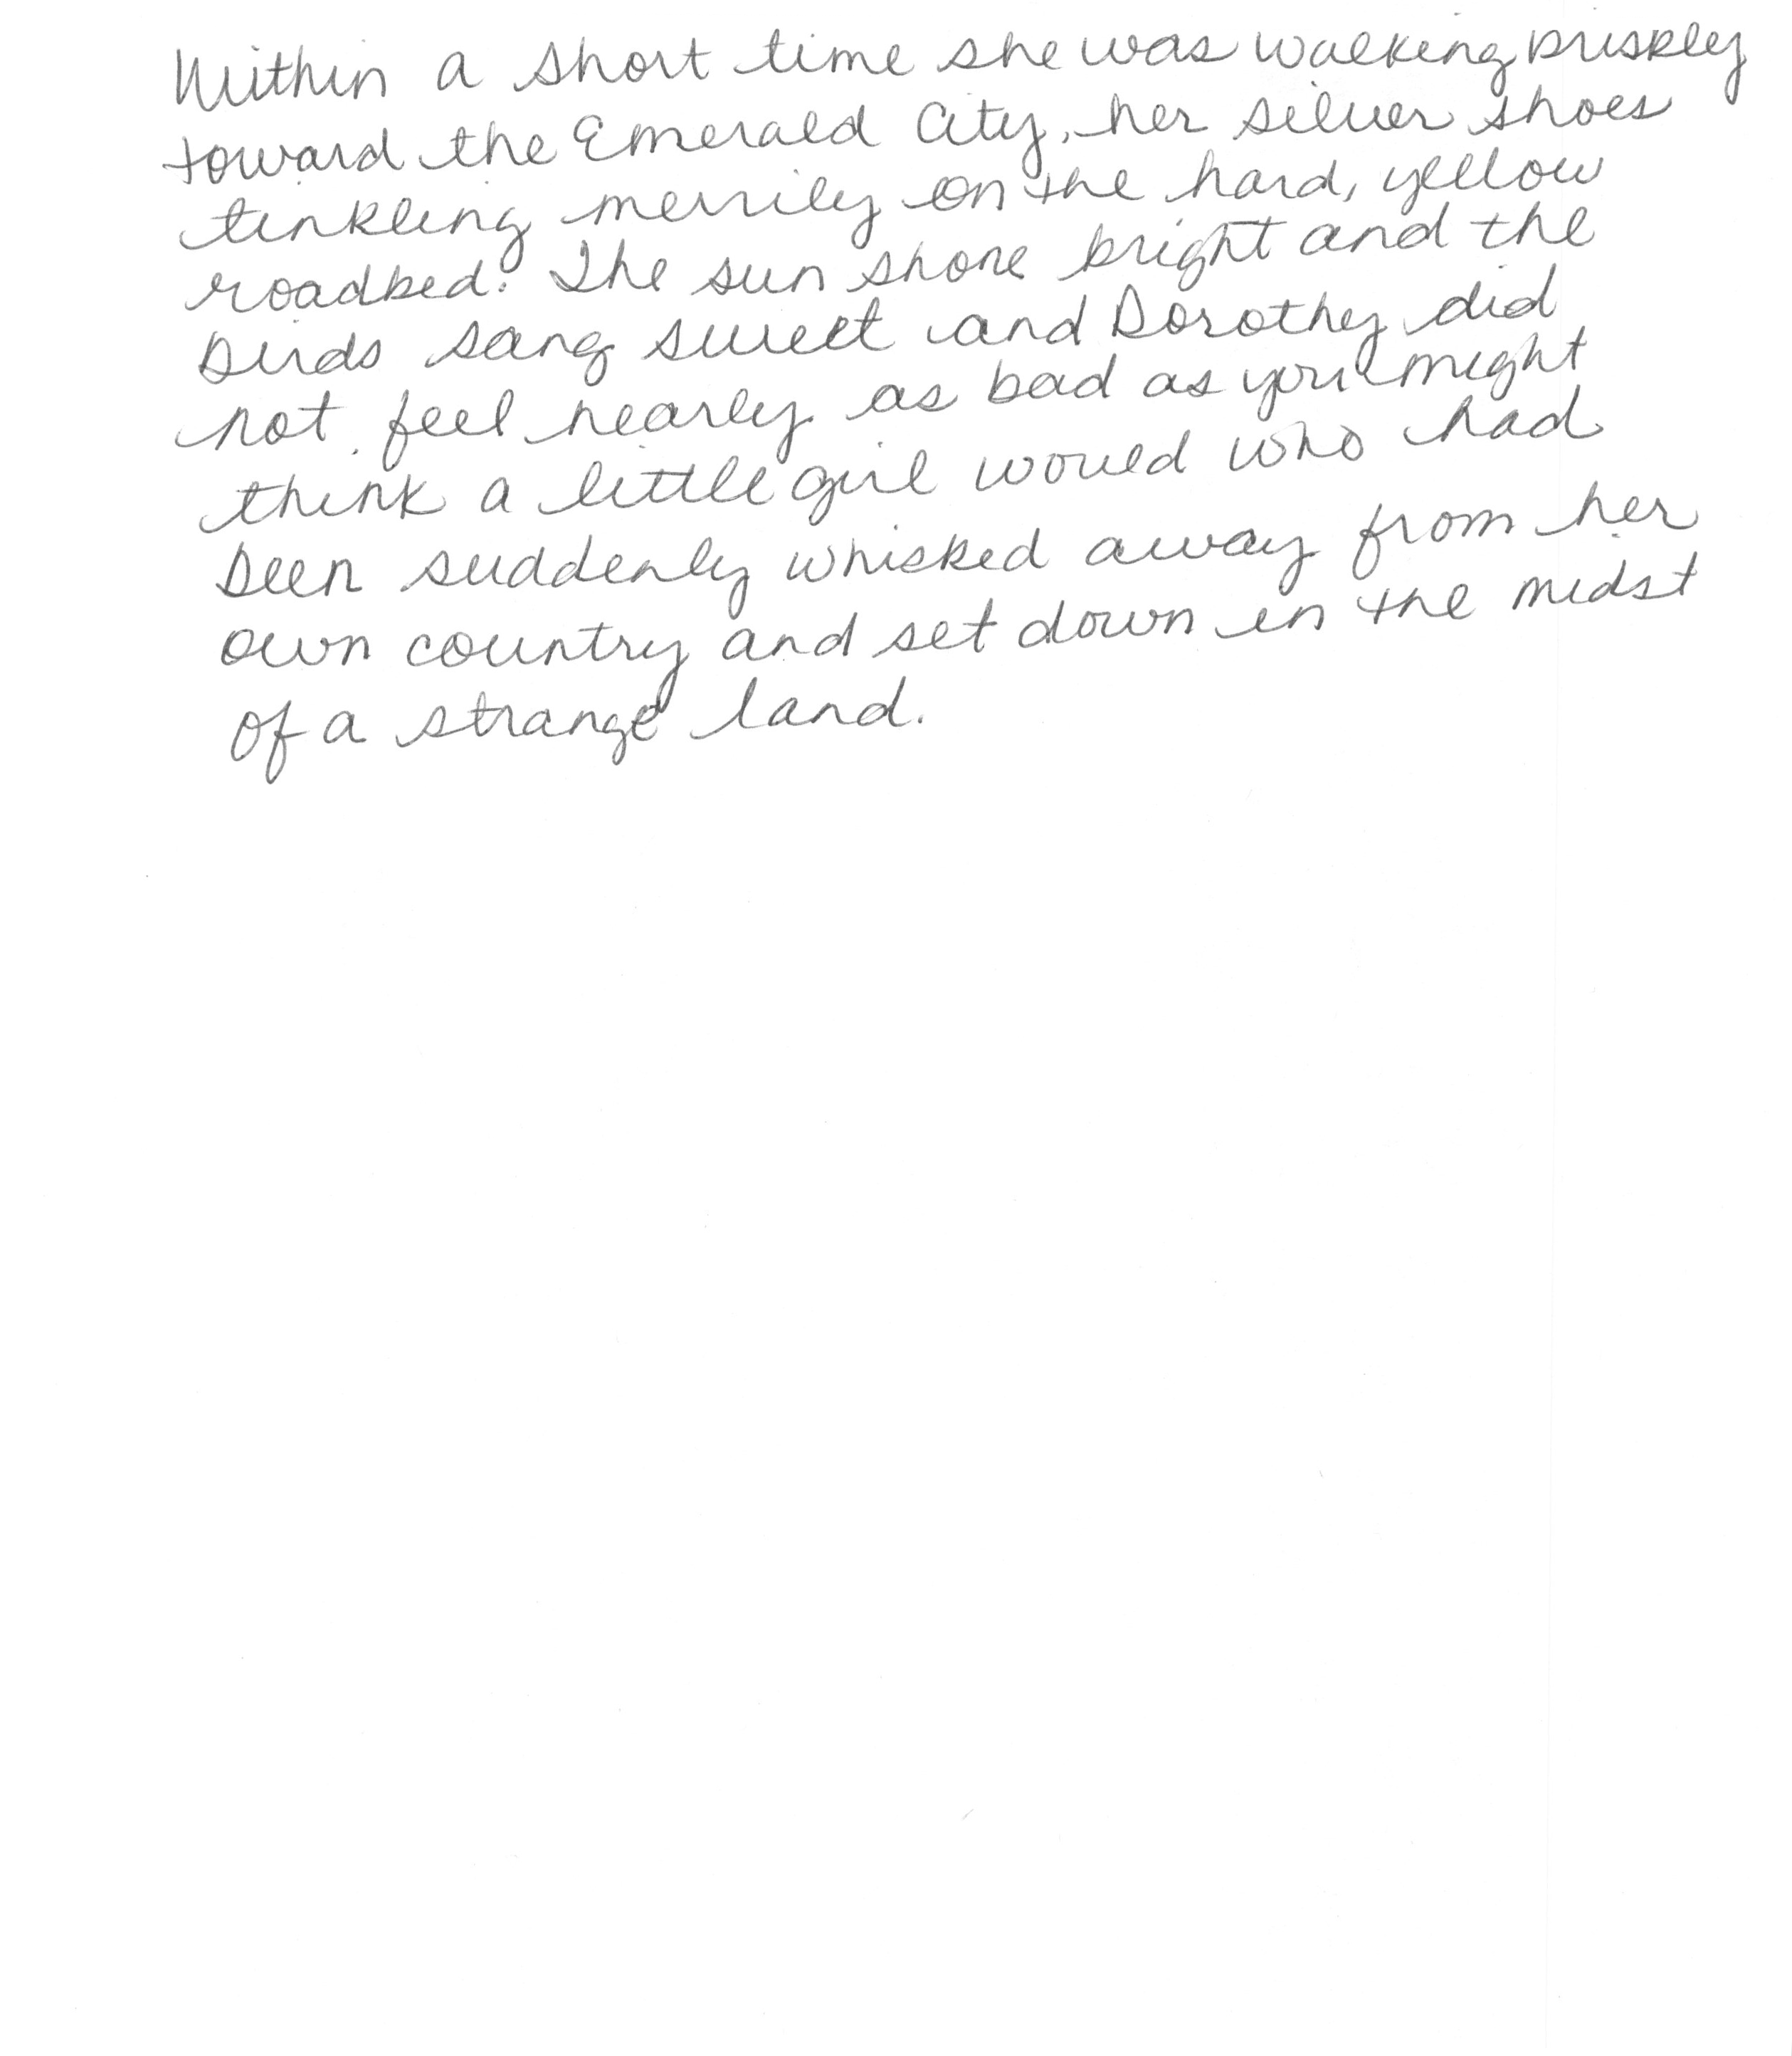 Within a short time she was walking briskly
toward the Emerald City, her silver shoes
tinkling merrily on the hard, yellow
roadbed. The sun shone bright and the
birds sang sweet and Dorothy did
not feel nearly as bad as you might
think a little girl would who had
been suddenly whisked away from her
own country and set down in the midst
of a strange land.